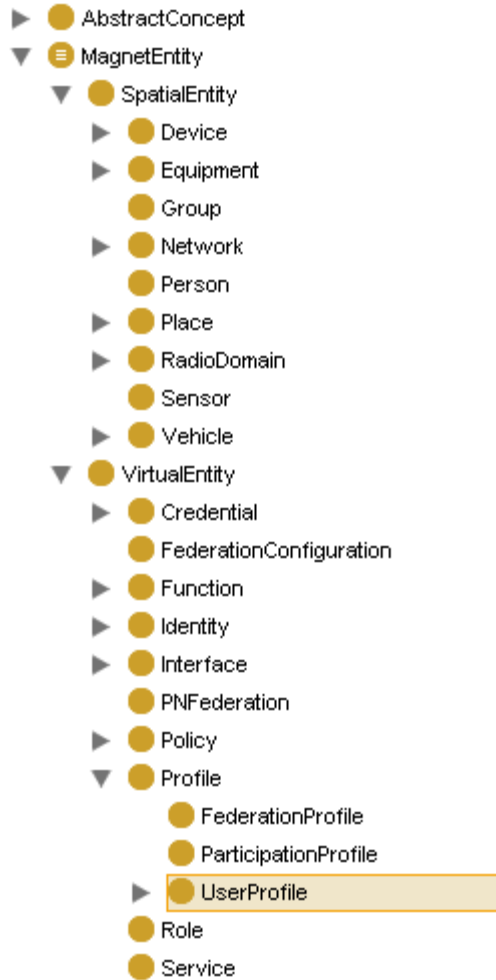 AbstractConcept
MagnetEntity
SpatialEntity
Device
Equipment
Group
Network
Person
Place
RadioDomain
Sensor
Vehicle
VirtualEntity
Credential
FederationConfiguration
Function
Identity
Interface
PNFederation
Policy
Profile
FederationProfile
ParticipationProfile
UserProfile
Role
Service